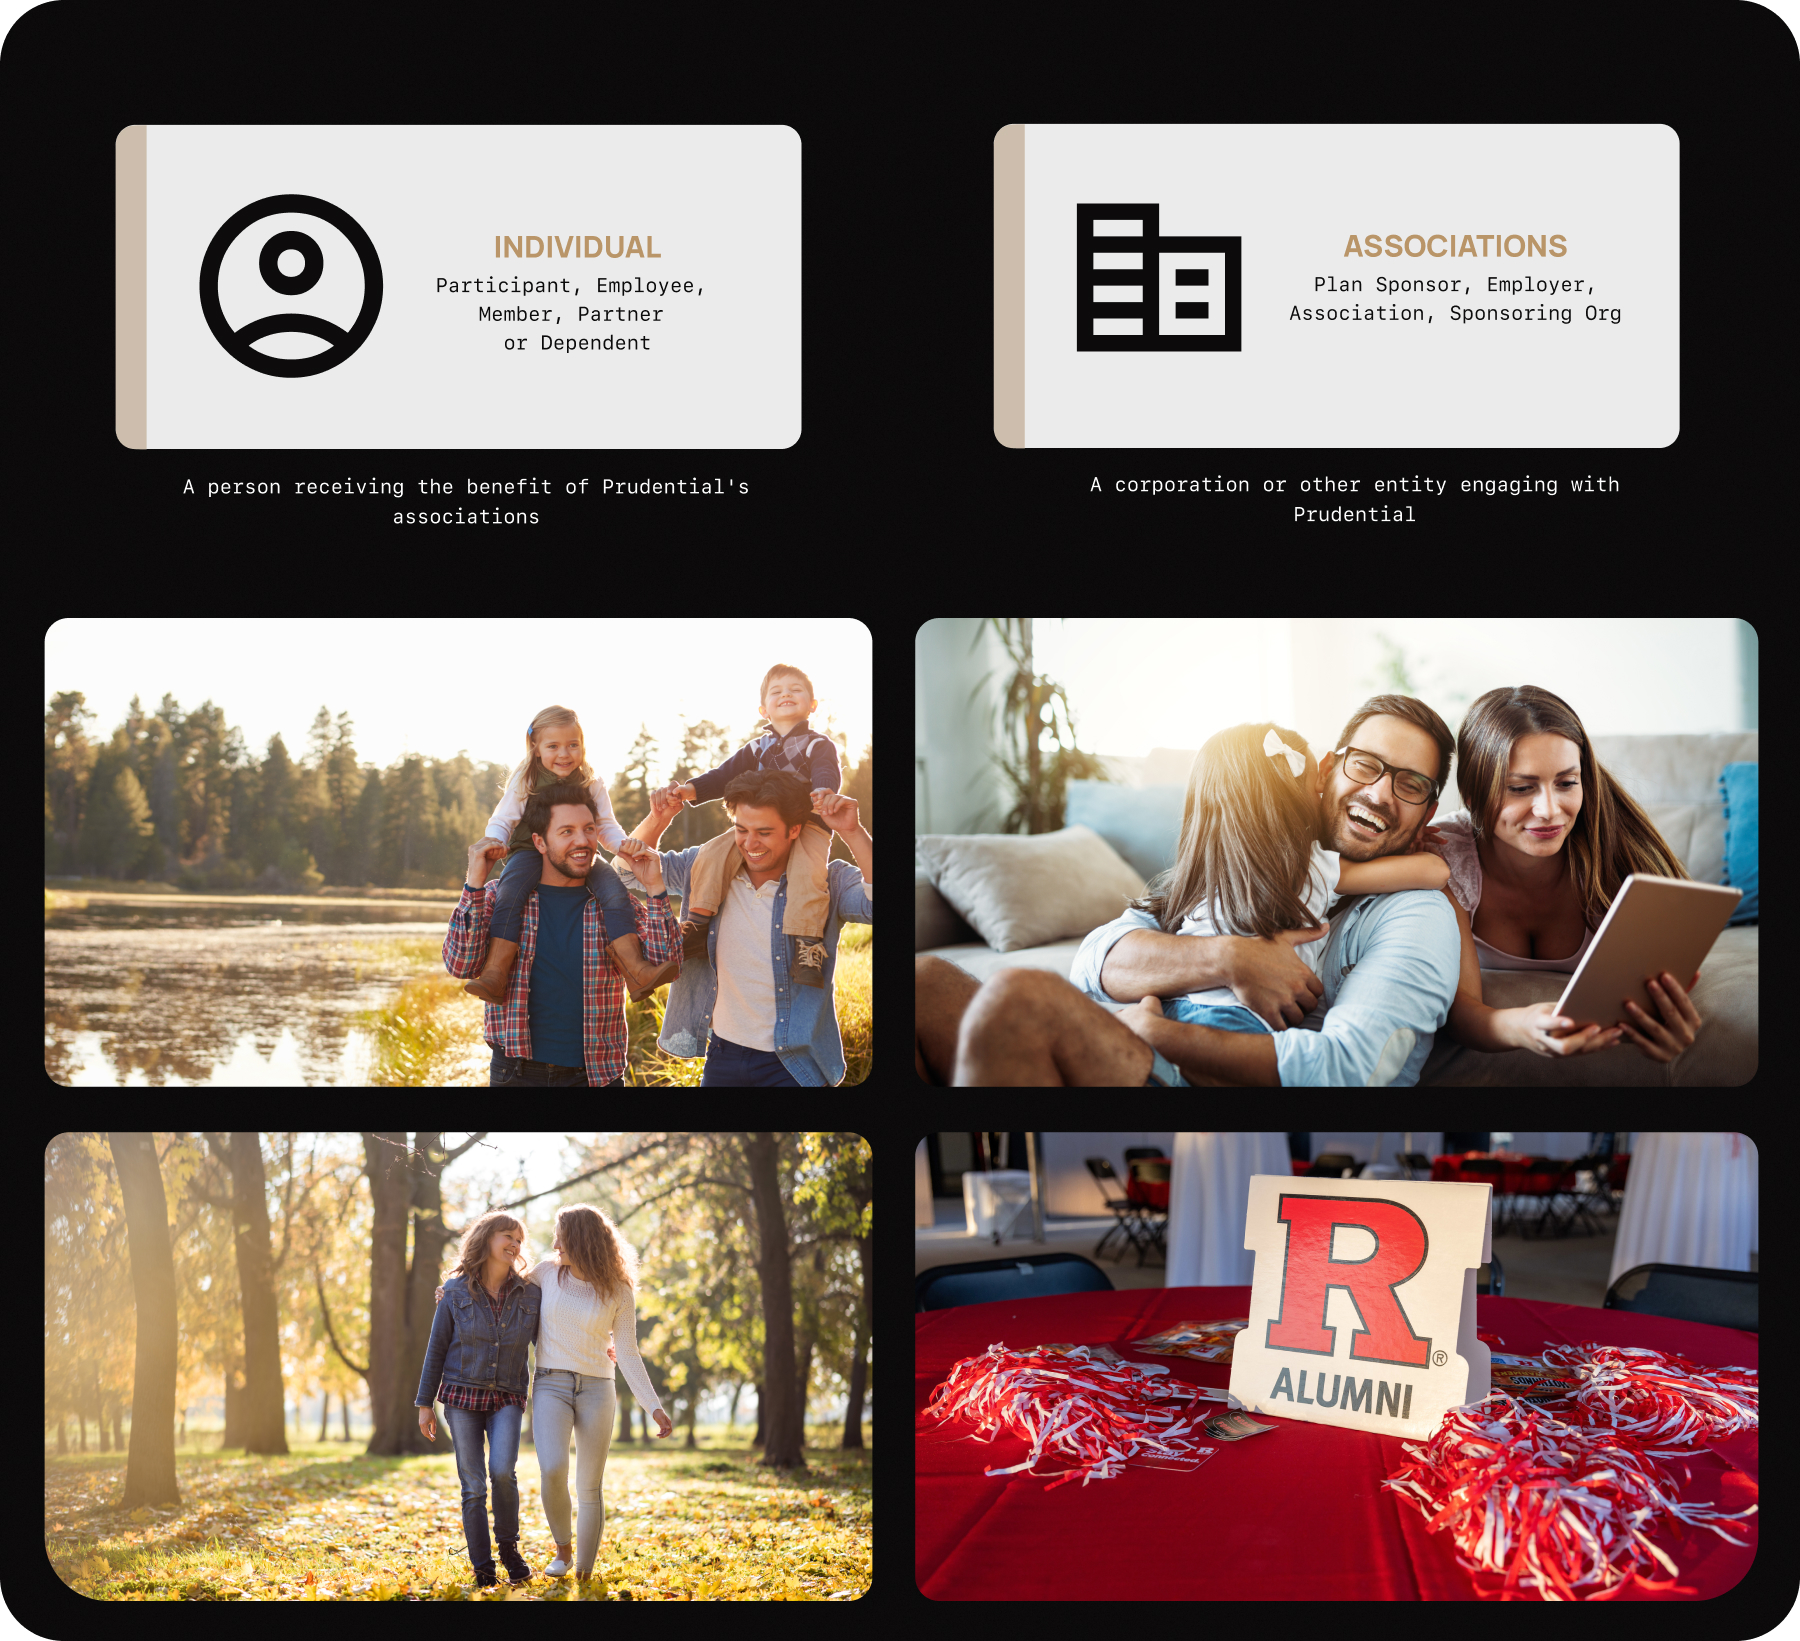 INDIVIDUAL
Participant, Employee,
Member, Partner
or Dependent
A person receiving the benefit of Prudential's
associations
ASSOCIATIONS
Plan Sponsor, Employer,
Association, Sponsoring Org
A corporation or other entity engaging with
Prudential
R®
ALUMNI